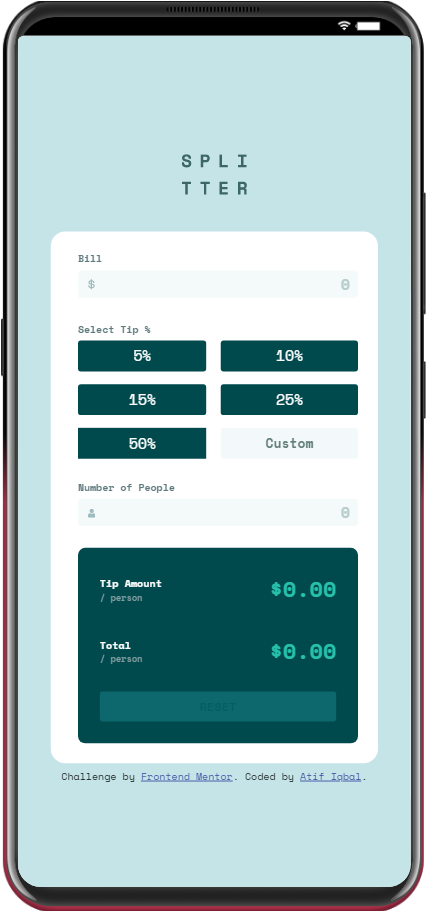 SPLI
TTER
Bill
$ 0
Select Tip %
5% 10%
15% 25%
50% Custom
Number of People
0
Tip Amount $0.00
/ person
Total $0.00
/ person
RESET
Challenge by Frontend Mentor. Coded by Atif Iqbal.